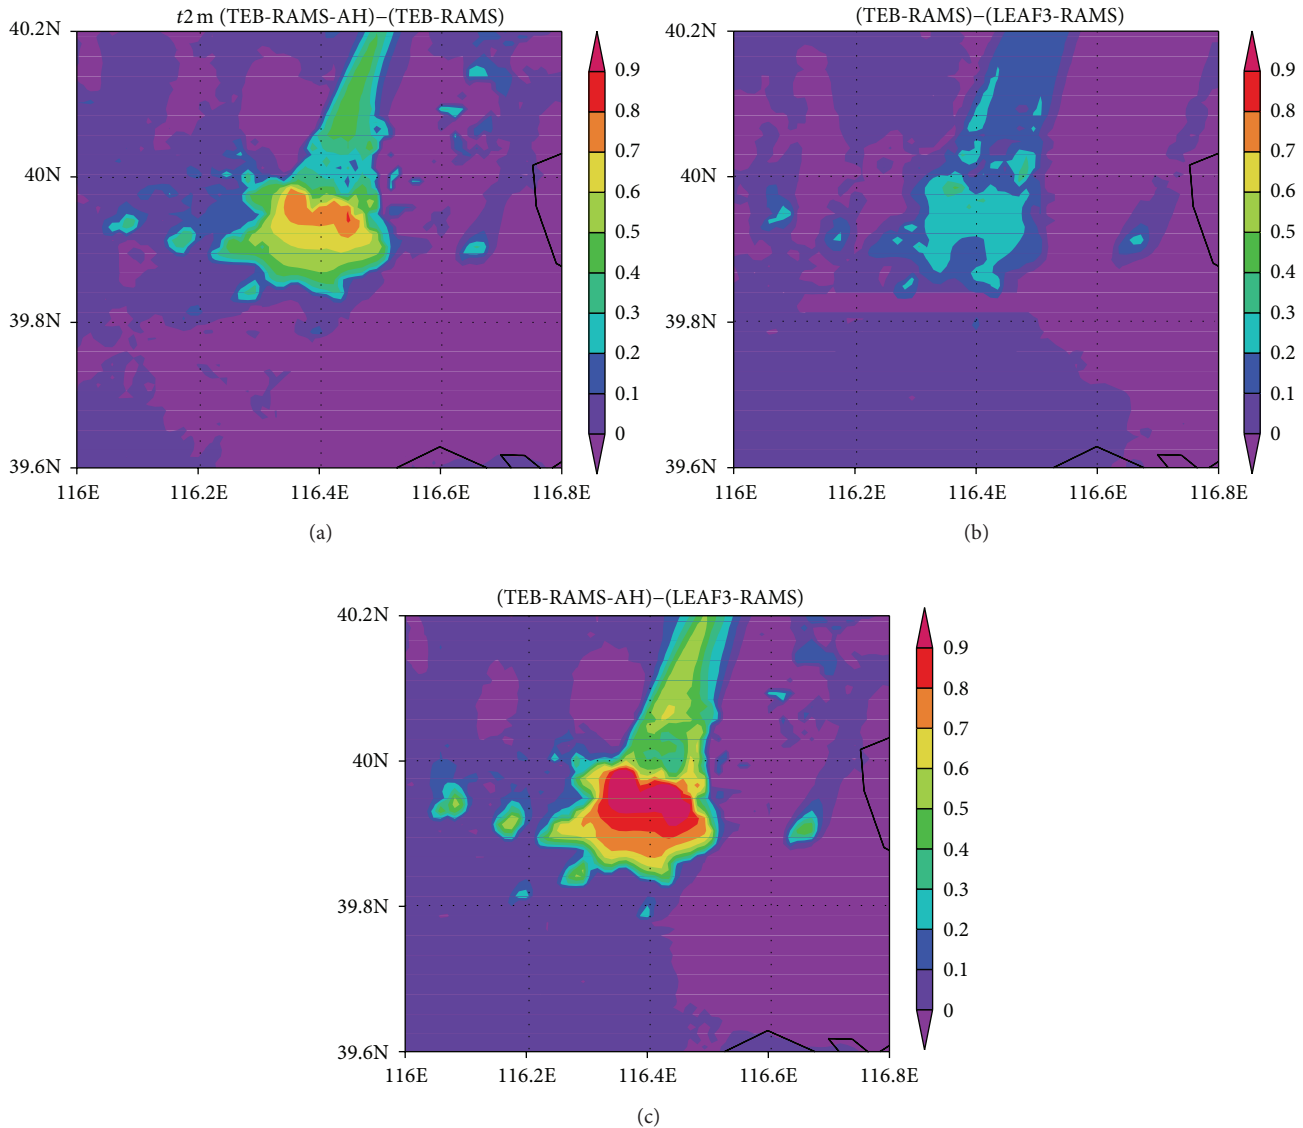 t2 m (TEB-RAMS-AH)−(TEB-RAMS)
40.2N
40N
39.8N
39.6N
116E 116.2E 116.4E 116.6E 116.8E
0.9
0.8
0.7
0.6
0.5
0.4
0.3
0.2
0.1
0
(a)
(TEB-RAMS)−(LEAF3-RAMS)
40.2N
40N
39.8N
39.6N
116E 116.2E 116.4E 116.6E 116.8E
0.9
0.8
0.7
0.6
0.5
0.4
0.3
0.2
0.1
0
(b)
(TEB-RAMS-AH)−(LEAF3-RAMS)
40.2N
40N
39.8N
39.6N
116E 116.2E 116.4E 116.6E 116.8E
0.9
0.8
0.7
0.6
0.5
0.4
0.3
0.2
0.1
0
(c)